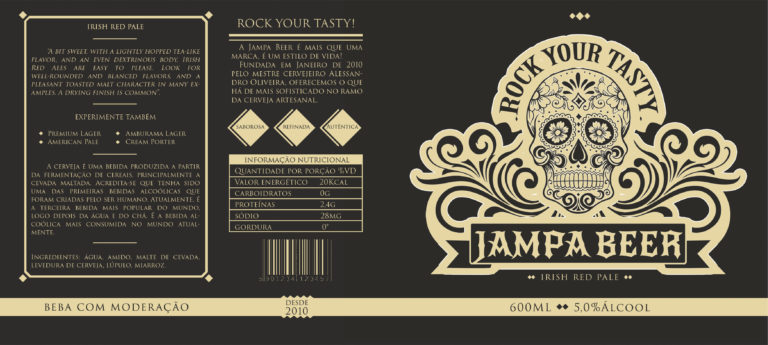 IRISH RED PALE
"A BIT SWEET, WITH A LIGHTLY HOPPED TEA-LIKE
FLAVOR, AND AN EVEN DEXTRINOUS BODY, IRISH
RED ALES ARE EASY TO PLEASE. LOOK FOR
WELL-ROUNDED AND BLANCED FLAVORS, AND A
PLEASANT TOASTED MALT CHARACTER IN MANY EX-
AMPLES. A DRYING FINISH IS COMMON".
EXPERIMENTE TAMBÉM
◆ PREMIUM LAGER ◆ AMBURAMA LAGER
◆ AMERICAN PALE ◆ CREAM PORTER
A CERVEJA É UMA BEBIDA PRODUZIDA A PARTIR
DA FERMENTAÇÃO DE CEREAIS, PRINCIPALMENTE A
CEVADA MALTADA. ACREDITA-SE QUE TENHA SIDO
UMA DAS PRIMEIRAS BEBIDAS ALCOÓLICAS QUE
FORAM CRIADAS PELO SER HUMANO. ATUALMENTE, É
A TERCEIRA BEBIDA MAIS POPULAR DO MUNDO,
LOGO DEPOIS DA ÁGUA E DO CHÁ. É A BEBIDA AL-
COÓLICA MAIS CONSUMIDA NO MUNDO ATUAL-
MENTE.
INGREDIENTES: ÁGUA, AMIDO, MALTE DE CEVADA,
LEVEDURA DE CERVEJA, LÚPULO, MIARROZ.
ROCK YOUR TASTY!
A JAMPA BEER É MAIS QUE UMA
MARCA, É UM ESTILO DE VIDA!
FUNDADA EM JANEIRO DE 2010
PELO MESTRE CERVEJEIRO ALESSAN-
DRO OLIVEIRA, OFERECEMOS O QUE
HÁ DE MAIS SOFISTICADO NO RAMO
DA CERVEJA ARTESANAL.
SABOROSA REFINADA AUTÊNTICA
INFORMAÇÃO NUTRICIONAL
QUANTIDADE POR PORÇÃO %VD
VALOR ENERGÉTICO 20KCAL
CARBOIDRATOS 0G
PROTEÍNAS 2,4G
SÓDIO 28MG
GORDURA 0"
5901234123457
ROCK YOUR TASTY
JAMPA BEER
IRISH RED PALE
BEBA COM MODERAÇÃO
DESDE
2010
600ML ◆◆ 5,0%ÁLCOOL